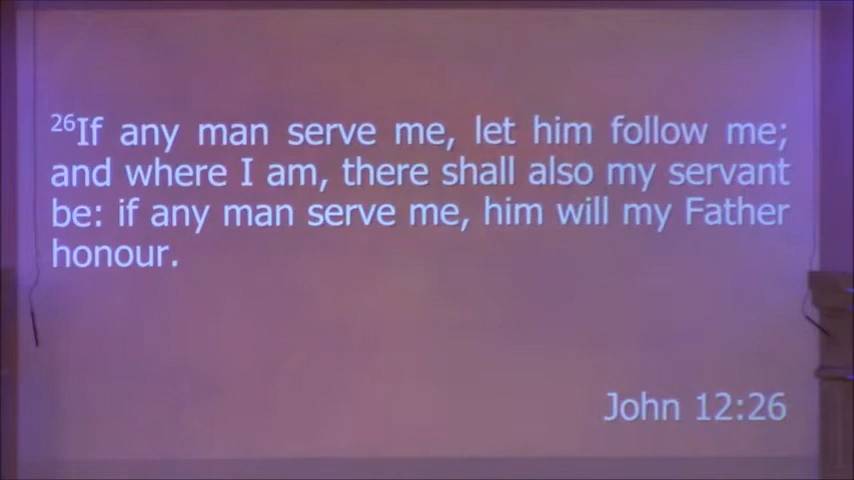 26If any man serve me, let him follow me;
and where I am, there shall also my servant
be: if any man serve me, him will my Father
honour.
John 12:26